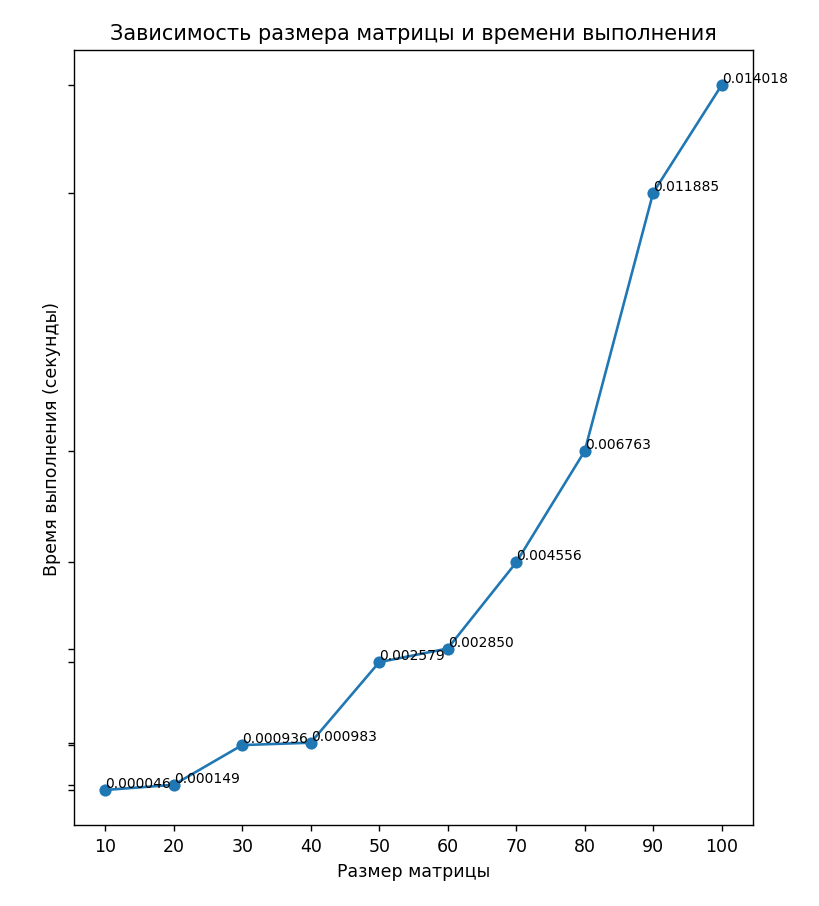 Зависимость размера матрицы и времени выполнения
0.014018
0.011885
0.006763
0.004556
0.002850
0.002579
0.000983
0.000936
0.000149
0.000046
Время выполнения (секунды)
10 20 30 40 50 60 70 80 90 100
Размер матрицы